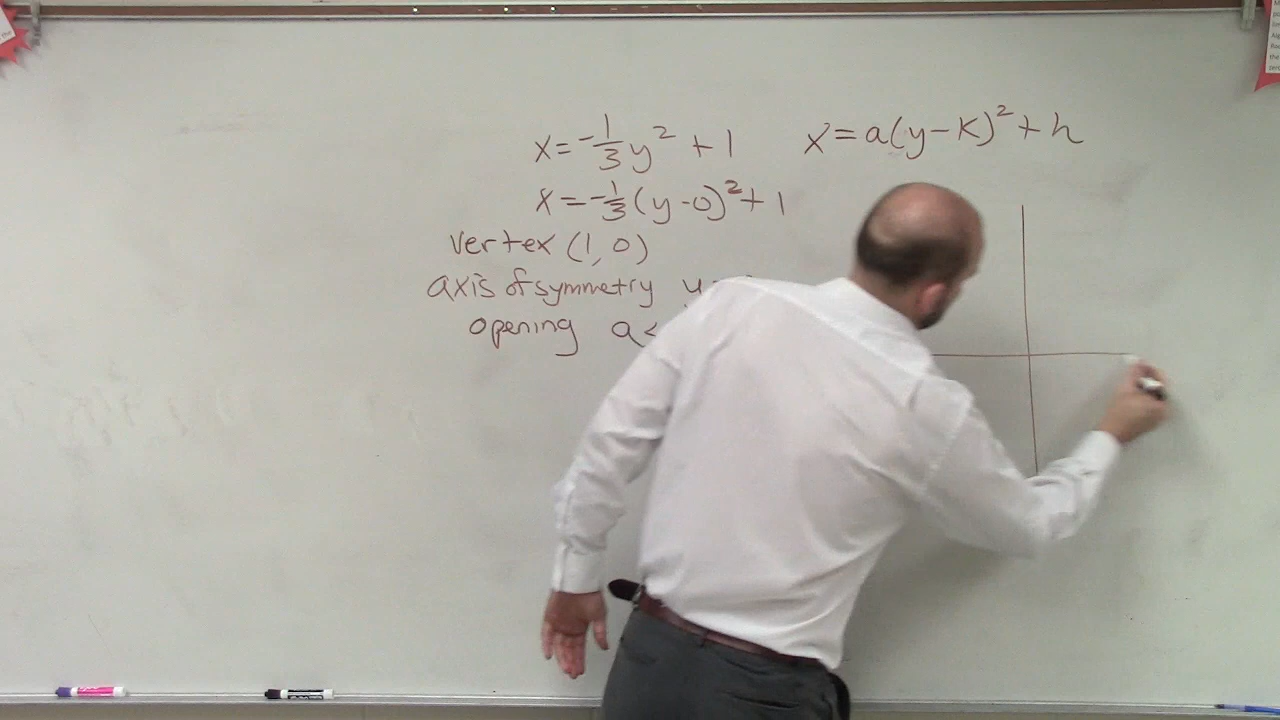 x=-1/3 y² + 1
x=a(y-k)²+h
x=-1/3(y-0)²+1
vertex (1,0)
axis of symmetry y
opening a<